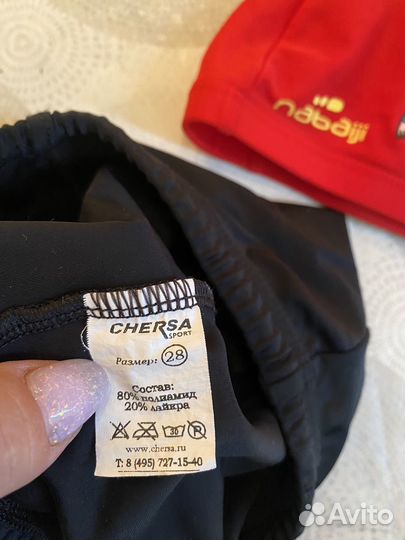 nabaiji
CHERSA
SPORT
Размер: 28
Состав:
80% полиамид
20% лайкра
30 P
www.chersa.ru
Т: 8 (495) 727-15-40
Avito